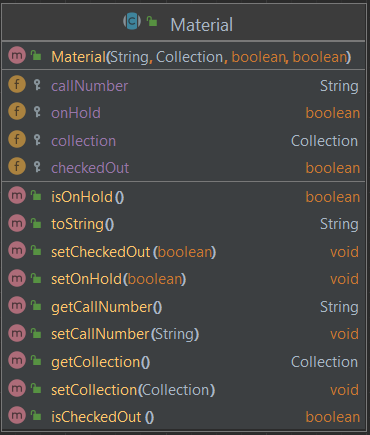 Material
Material(String, Collection, boolean, boolean)
callNumber String
onHold boolean
collection Collection
checkedOut boolean
isOnHold() boolean
toString() String
setCheckedOut(boolean) void
setOnHold(boolean) void
getCallNumber() String
setCallNumber(String) void
getCollection() Collection
setCollection(Collection) void
isCheckedOut() boolean